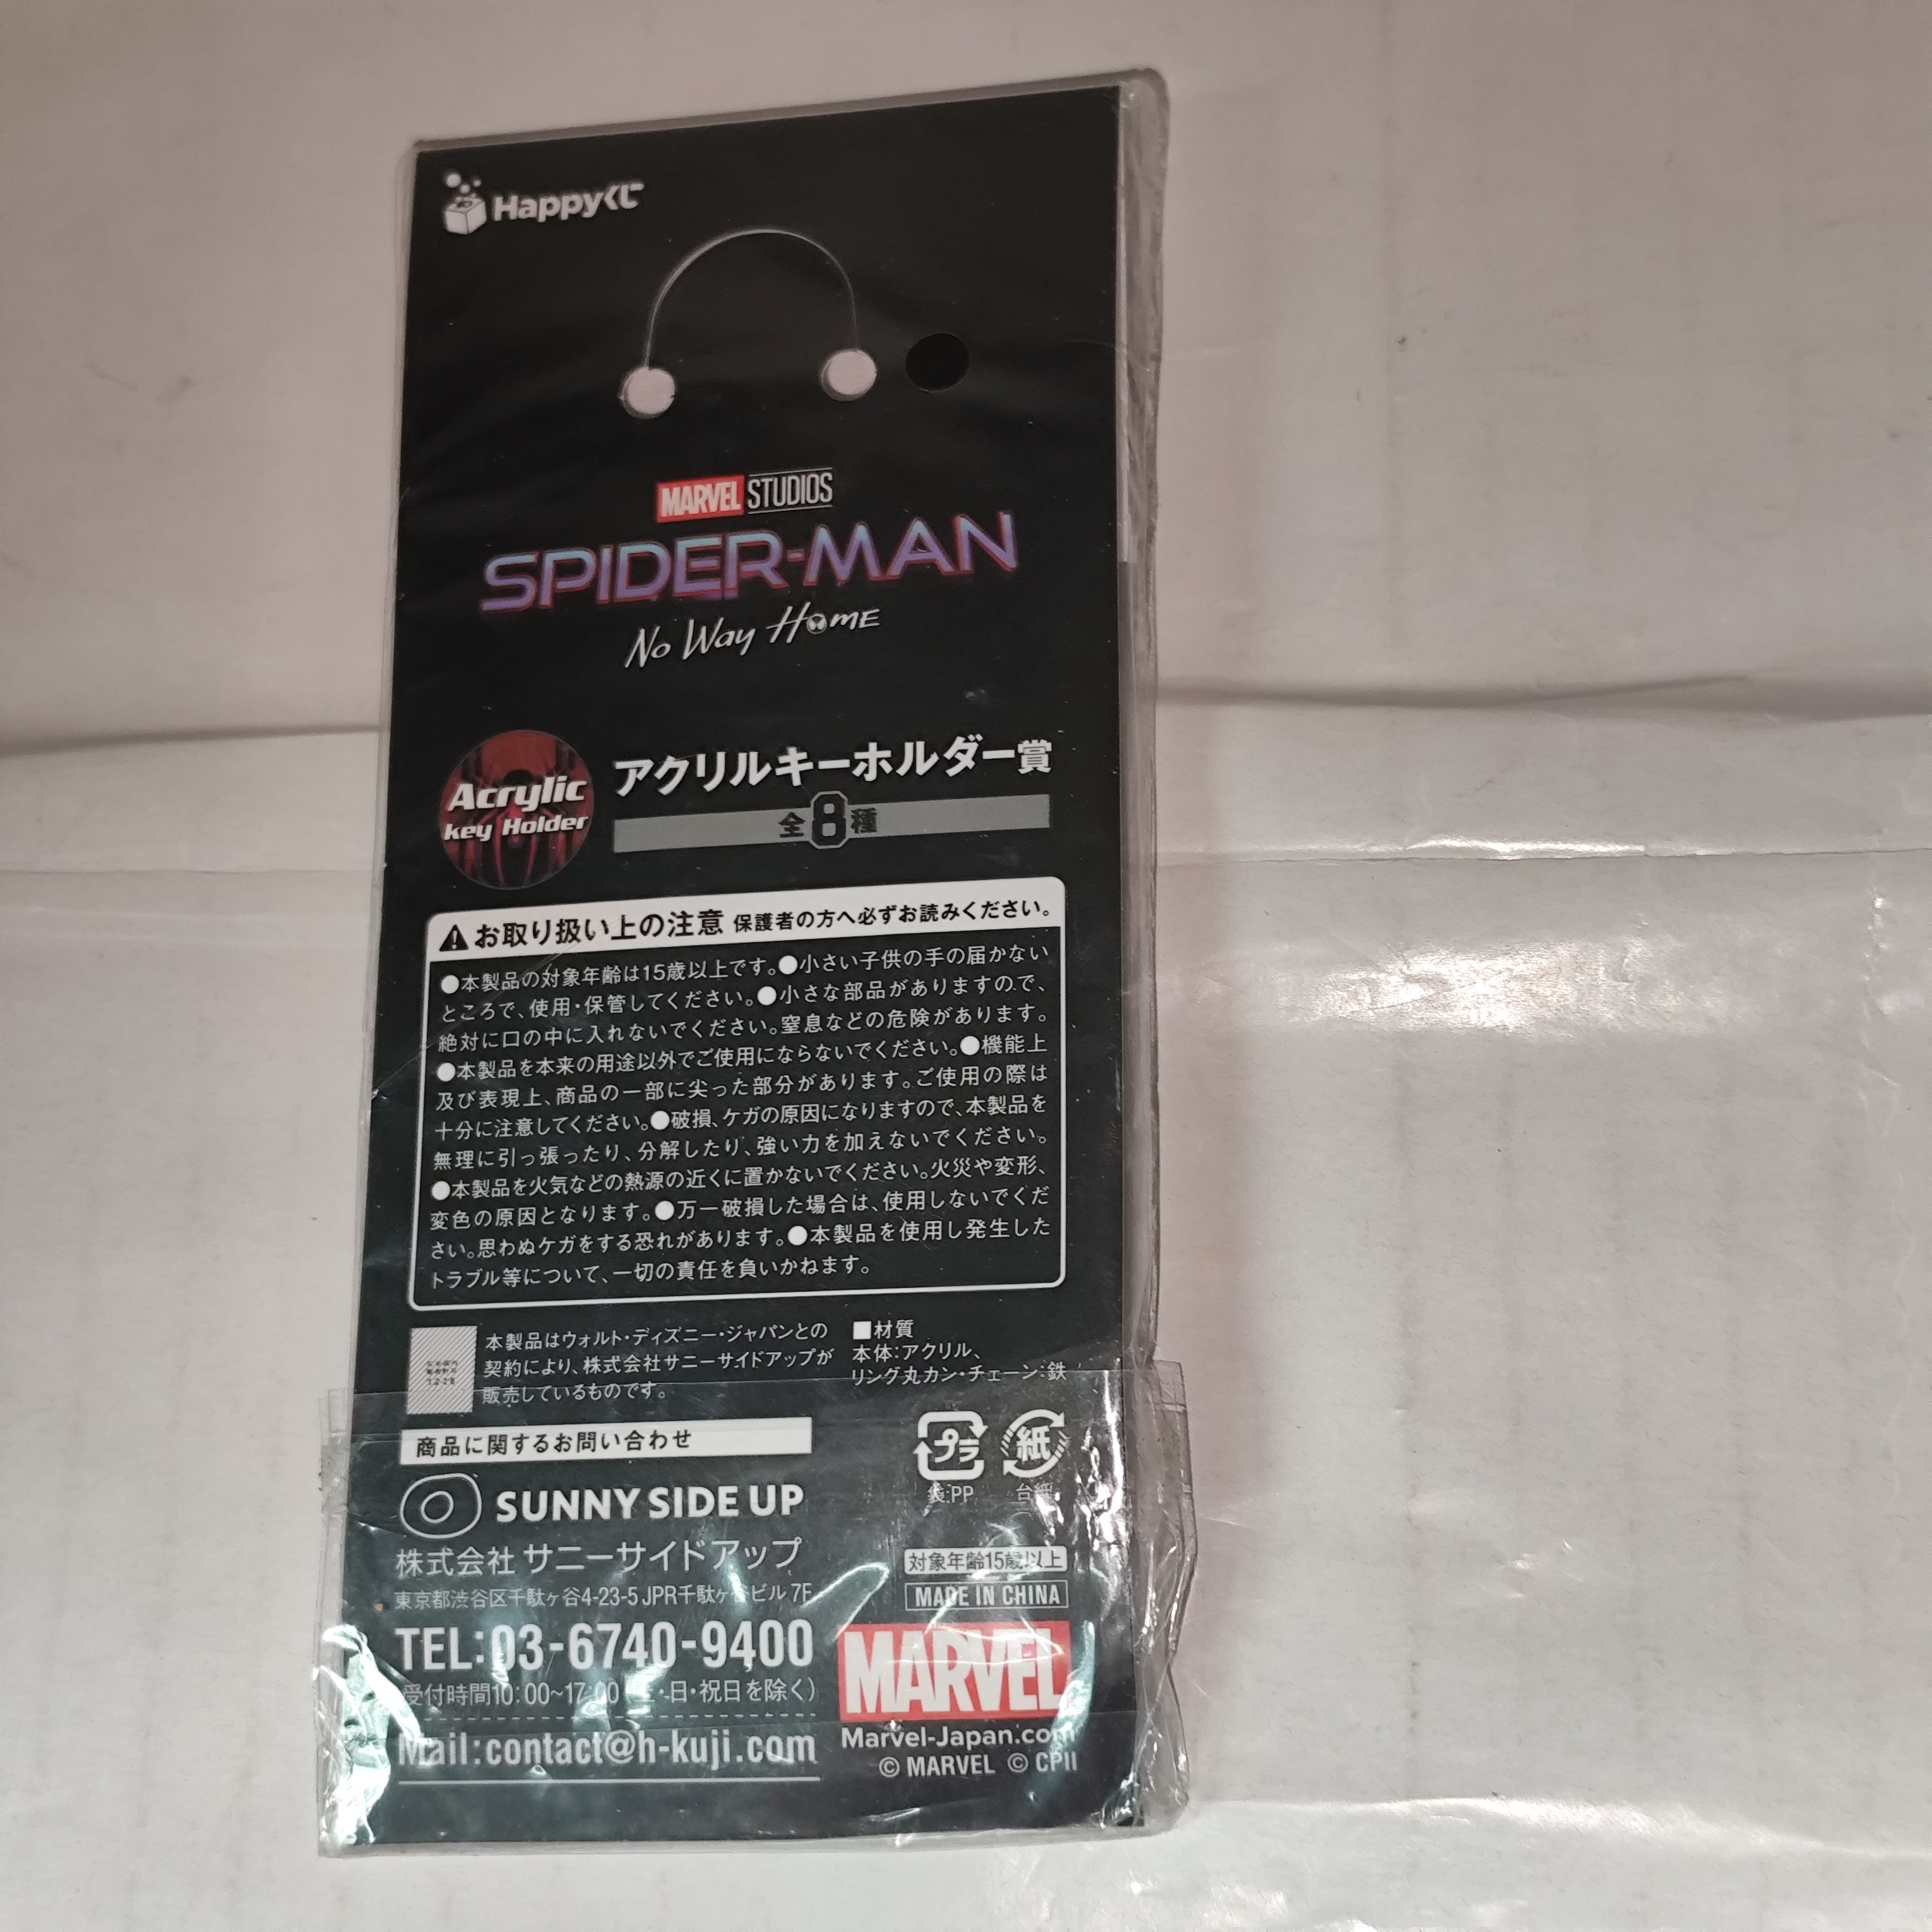 Happyくじ
MARVEL STUDIOS
SPIDER-MAN
No Way Home
Acrylic
key Holder
アクリルキーホルダー賞
全8種
お取り扱い上の注意 保護者の方へ必ずお読みください。
●本製品の対象年齢は15歳以上です。●小さい子供の手の届かない
ところで、使用・保管してください。●小さな部品がありますので、
絶対に口の中に入れないでください。窒息などの危険があります。
●本製品を本来の用途以外でご使用にならないでください。●機能上
及び表現上、商品の一部に尖った部分があります。ご使用の際は
十分に注意してください。●破損、ケガの原因になりますので、本製品を
無理に引っ張ったり、分解したり、強い力を加えないでください。
●本製品を火気などの熱源の近くに置かないでください。火災や変形、
変色の原因となります。●万一破損した場合は、使用しないでくだ
さい。思わぬケガをする恐れがあります。●本製品を使用し発生した
トラブル等について、一切の責任を負いかねます。
本製品はウォルト・ディズニー・ジャパンとの
契約により、株式会社サニーサイドアップが
販売しているものです。
■材質
本体：アクリル、
リング丸カン・チェーン：鉄
商品に関するお問い合わせ
SUNNY SIDE UP
株式会社 サニーサイドアップ
東京都渋谷区千駄ヶ谷4-23-5 JPR千駄ヶ谷ビル 7F
TEL:03-6740-9400
受付時間10:00~17:00(土・日・祝日を除く)
Mail:contact@h-kuji.com
プラ
袋:PP
紙
台紙
対象年齢15歳以上
MADE IN CHINA
MARVEL
Marvel-Japan.com
© MARVEL © CPII